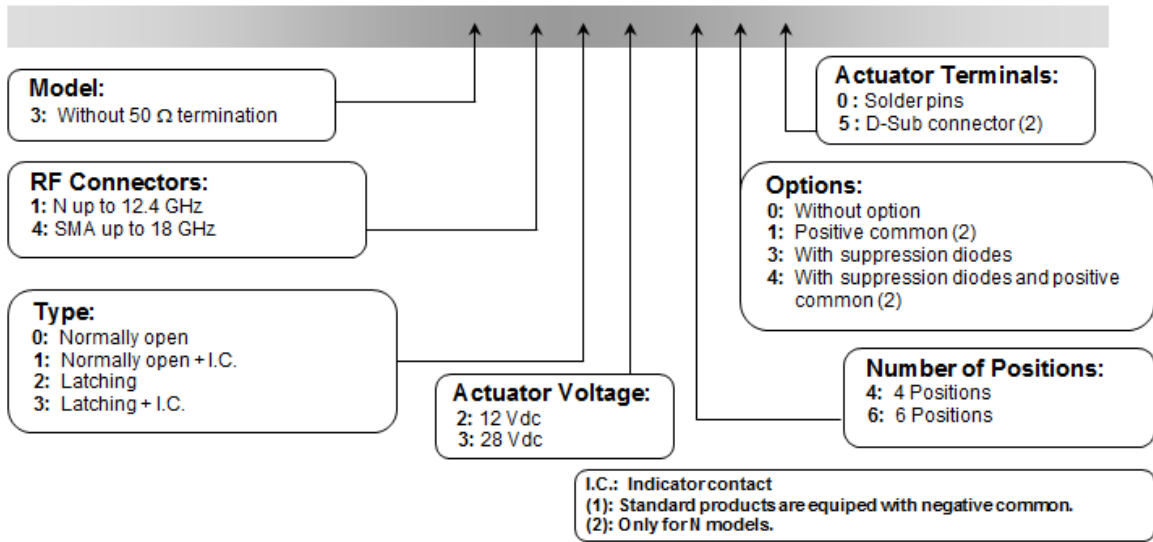 Model:
3: Without 50 Ω termination
RF Connectors:
1: N up to 12.4 GHz
4: SMA up to 18 GHz
Type:
0: Normally open
1: Normally open + I.C.
2: Latching
3: Latching + I.C.
Actuator Voltage:
2: 12 Vdc
3: 28 Vdc
Actuator Terminals:
0 : Solder pins
5 : D-Sub connector (2)
Options:
0: Without option
1: Positive common (2)
3: With suppression diodes
4: With suppression diodes and positive
common (2)
Number of Positions:
4: 4 Positions
6: 6 Positions
I.C.: Indicator contact
(1): Standard products are equiped with negative common.
(2): Only for N models.